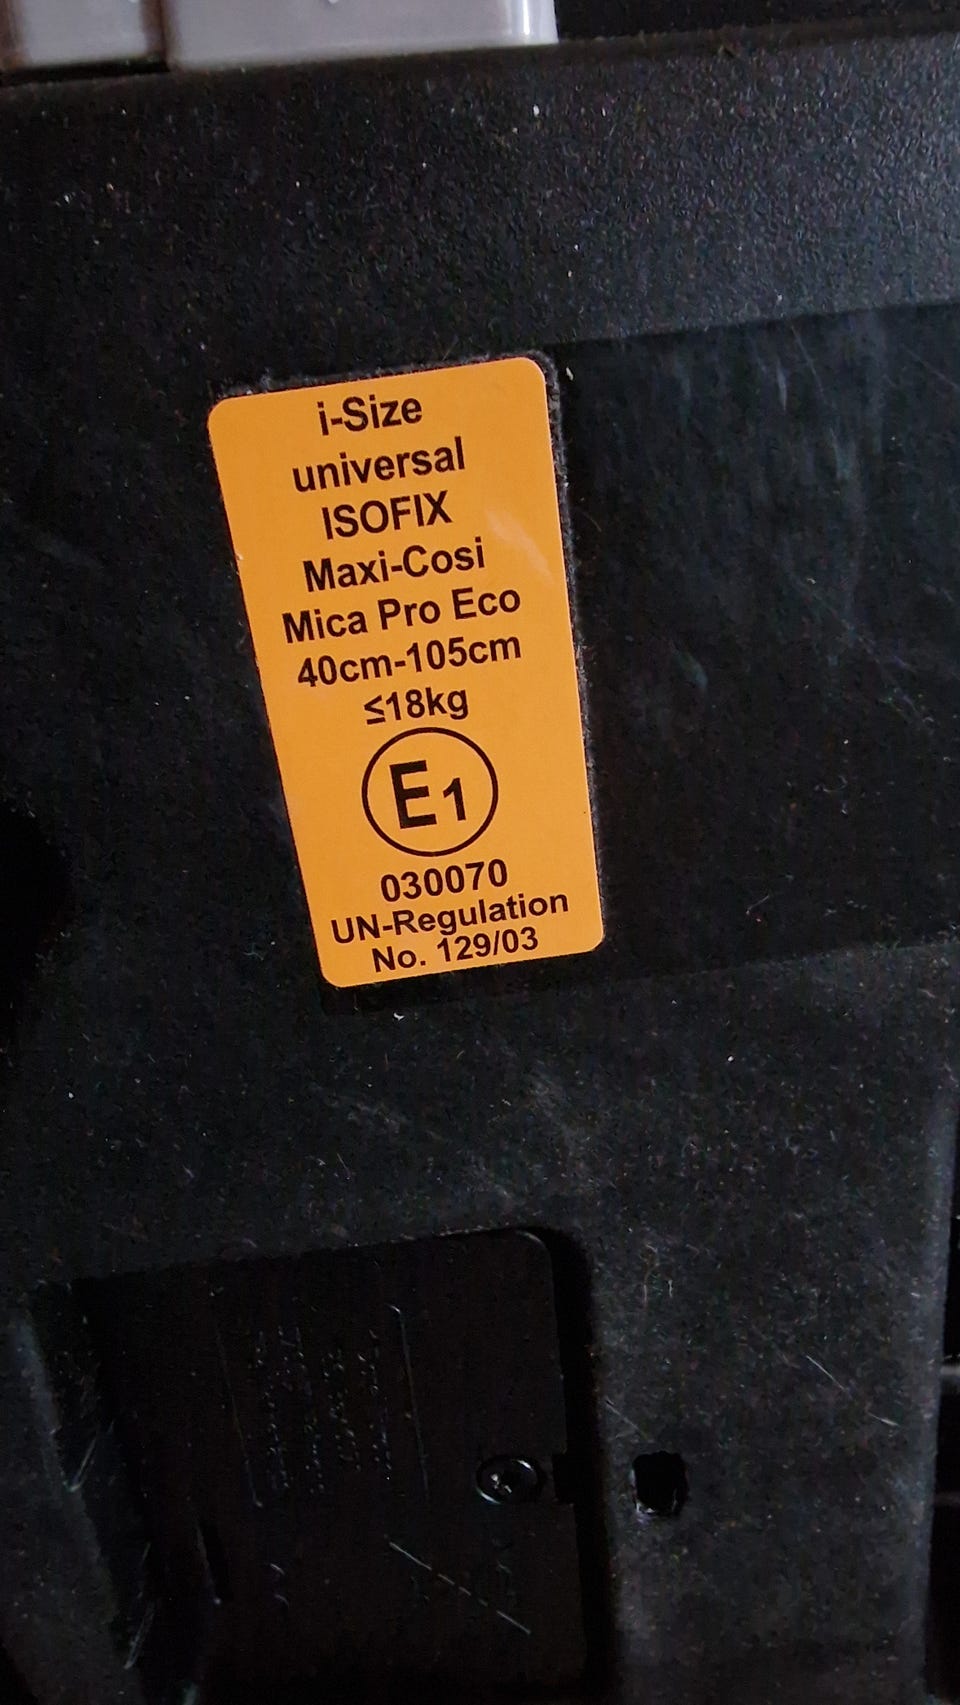 i-Size
universal
ISOFIX
Maxi-Cosi
Mica Pro Eco
40cm-105cm
≤18kg
E1
030070
UN-Regulation
No. 129/03